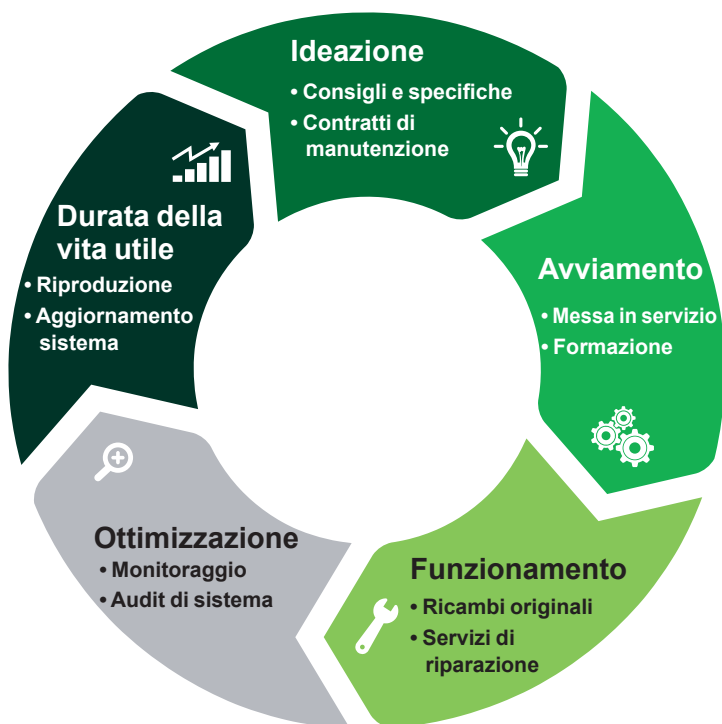 Ideazione
• Consigli e specifiche
• Contratti di
manutenzione
Avviamento
• Messa in servizio
• Formazione
Funzionamento
• Ricambi originali
• Servizi di
riparazione
Ottimizzazione
• Monitoraggio
• Audit di sistema
Durata della
vita utile
• Riproduzione
• Aggiornamento
sistema